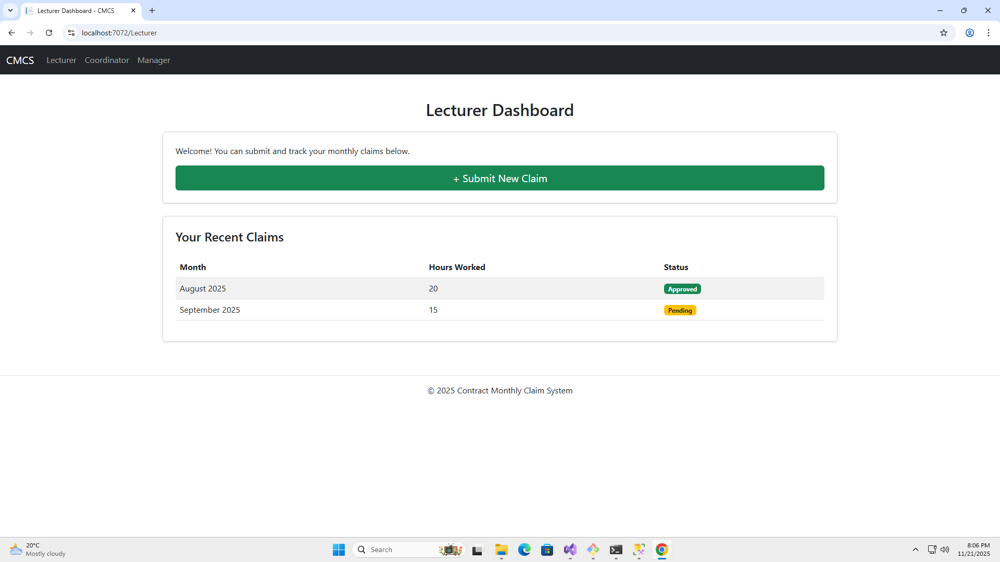 Lecturer Dashboard - CMCS
localhost:7072/Lecturer
CMCS Lecturer Coordinator Manager
Lecturer Dashboard
Welcome! You can submit and track your monthly claims below.
+ Submit New Claim
Your Recent Claims
Month Hours Worked Status
August 2025 20 Approved
September 2025 15 Pending
© 2025 Contract Monthly Claim System
20°C
Mostly cloudy
Search
8:06 PM
11/21/2025